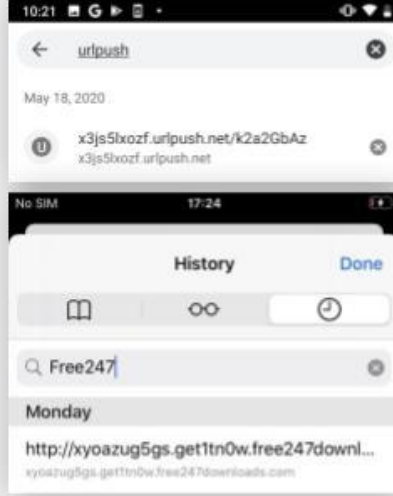 10:21
urlpush
May 18, 2020
U
x3js5lxozf.urlpush.net/k2a2GbAz
x3js5lxozf.urlpush.net
No SIM 17:24
History Done
Free247
Monday
http://xyoazug5gs.get1tn0w.free247downl...
xyoazug5gs.get1tn0w.free247downloads.com